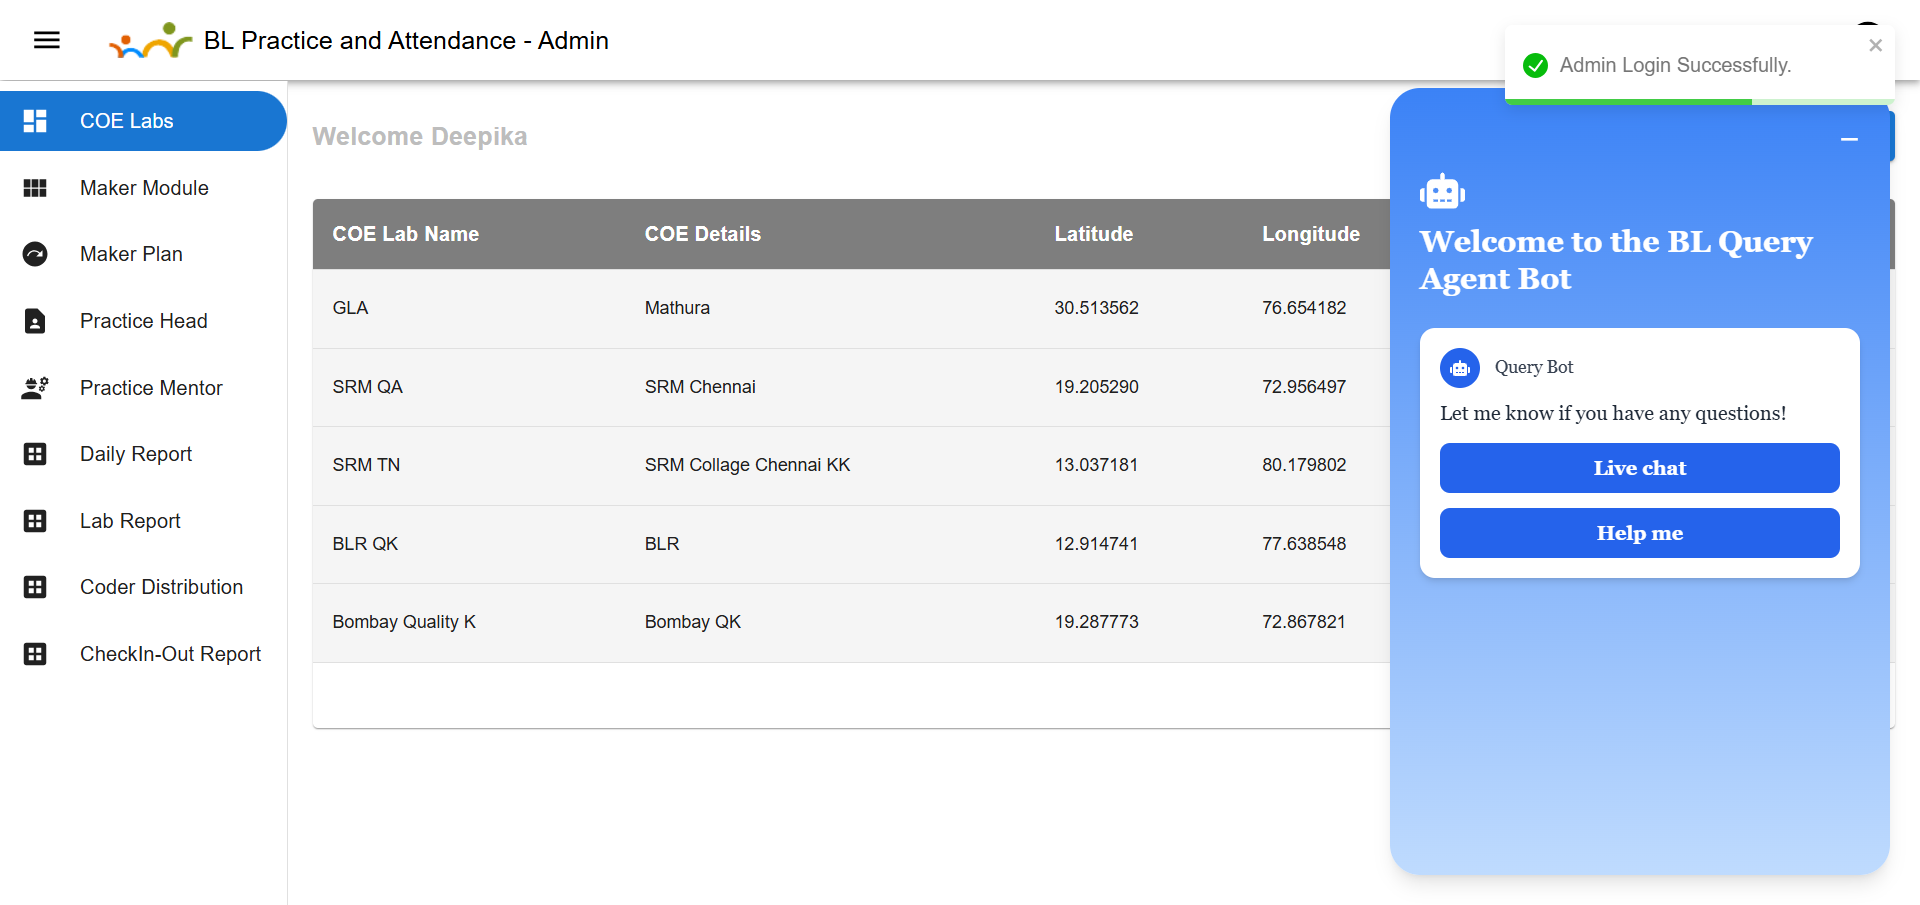 BL Practice and Attendance - Admin
Admin Login Successfully.
COE Labs
Maker Module
Maker Plan
Practice Head
Practice Mentor
Daily Report
Lab Report
Coder Distribution
CheckIn-Out Report
Welcome Deepika
COE Lab Name COE Details Latitude Longitude
GLA Mathura 30.513562 76.654182
SRM QA SRM Chennai 19.205290 72.956497
SRM TN SRM Collage Chennai KK 13.037181 80.179802
BLR QK BLR 12.914741 77.638548
Bombay Quality K Bombay QK 19.287773 72.867821
Welcome to the BL Query
Agent Bot
Query Bot
Let me know if you have any questions!
Live chat
Help me